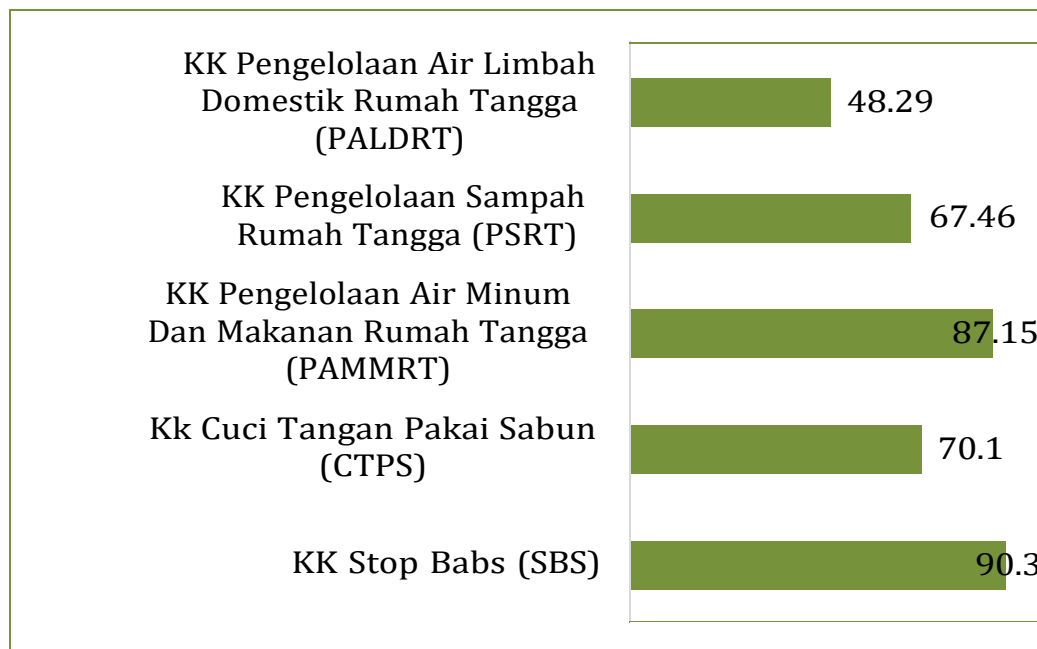 KK Pengelolaan Air Limbah
Domestik Rumah Tangga
(PALDRT)
48.29
KK Pengelolaan Sampah
Rumah Tangga (PSRT)
67.46
KK Pengelolaan Air Minum
Dan Makanan Rumah Tangga
(PAMMRT)
87.15
Kk Cuci Tangan Pakai Sabun
(CTPS)
70.1
KK Stop Babs (SBS)
90.3